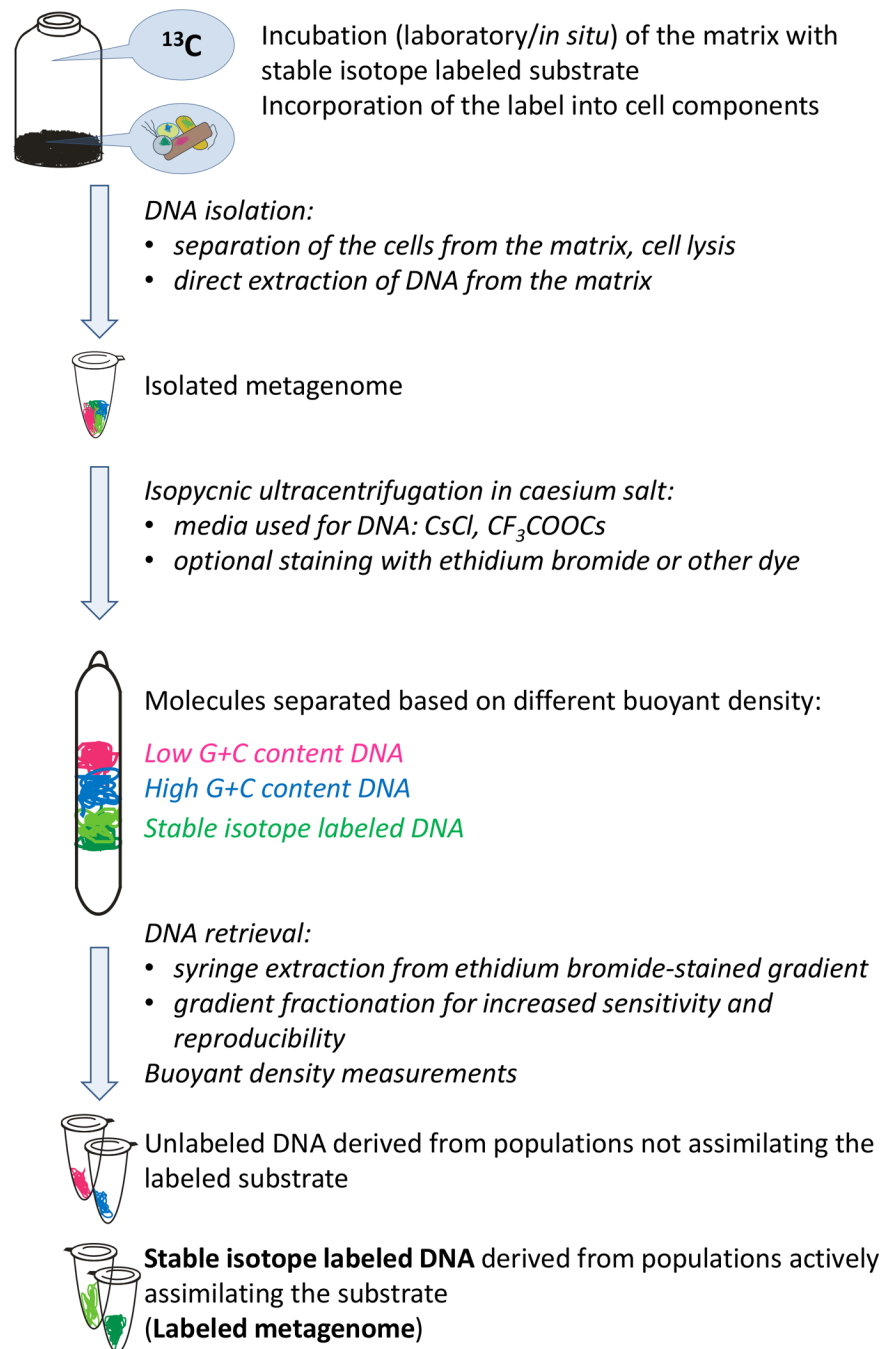 ¹³C
Incubation (laboratory/in situ) of the matrix with
stable isotope labeled substrate
Incorporation of the label into cell components
DNA isolation:
• separation of the cells from the matrix, cell lysis
• direct extraction of DNA from the matrix
Isolated metagenome
Isopycnic ultracentrifugation in caesium salt:
• media used for DNA: CsCl, CF₃COOCs
• optional staining with ethidium bromide or other dye
Molecules separated based on different buoyant density:
Low G+C content DNA
High G+C content DNA
Stable isotope labeled DNA
DNA retrieval:
• syringe extraction from ethidium bromide-stained gradient
• gradient fractionation for increased sensitivity and
reproducibility
Buoyant density measurements
Unlabeled DNA derived from populations not assimilating the
labeled substrate
Stable isotope labeled DNA derived from populations actively
assimilating the substrate
(Labeled metagenome)